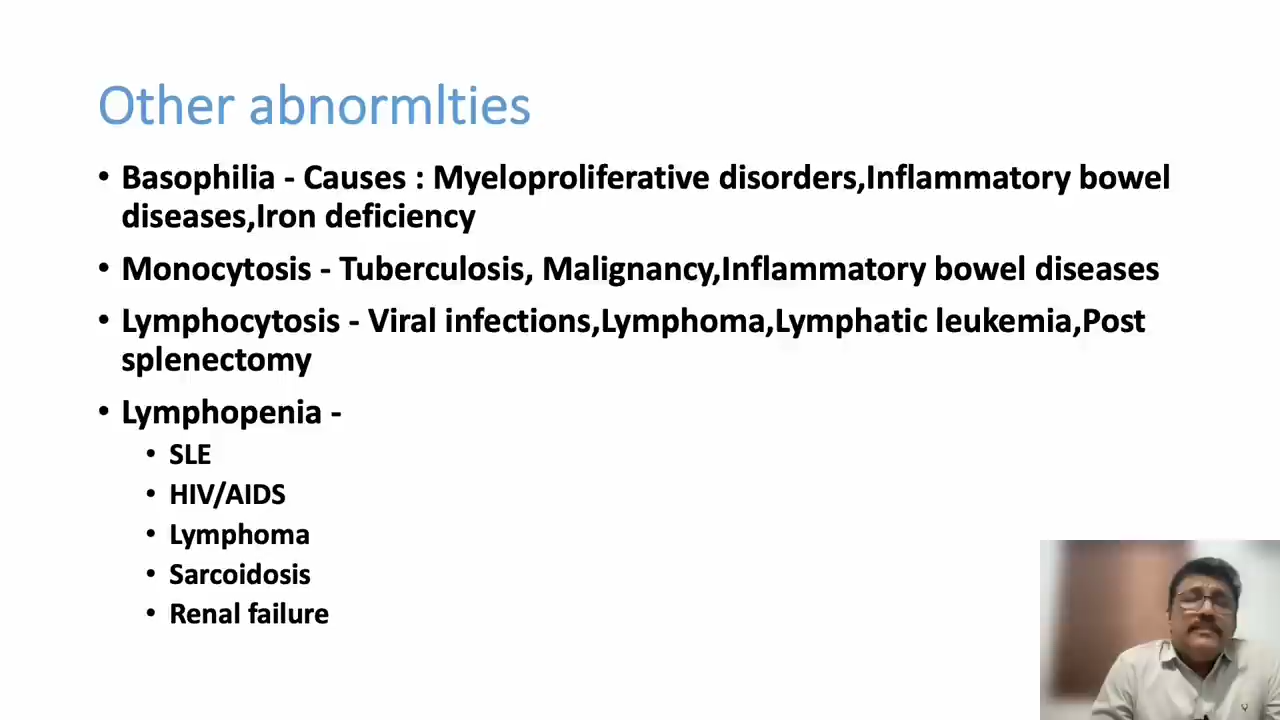 Other abnormlties
• Basophilia - Causes : Myeloproliferative disorders,Inflammatory bowel
diseases,Iron deficiency
• Monocytosis - Tuberculosis, Malignancy,Inflammatory bowel diseases
• Lymphocytosis - Viral infections,Lymphoma,Lymphatic leukemia,Post
splenectomy
• Lymphopenia -
• SLE
• HIV/AIDS
• Lymphoma
• Sarcoidosis
• Renal failure